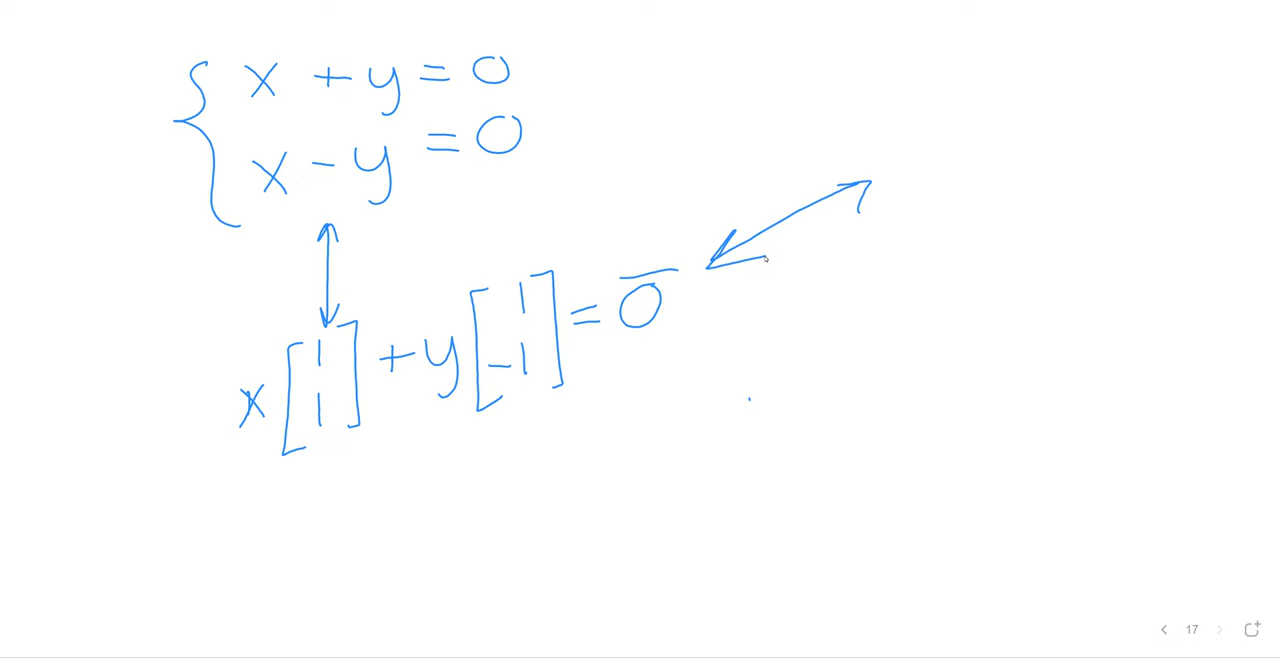 x + y = 0
x - y = 0
x [1 1] + y [1 -1] = 0̅
17